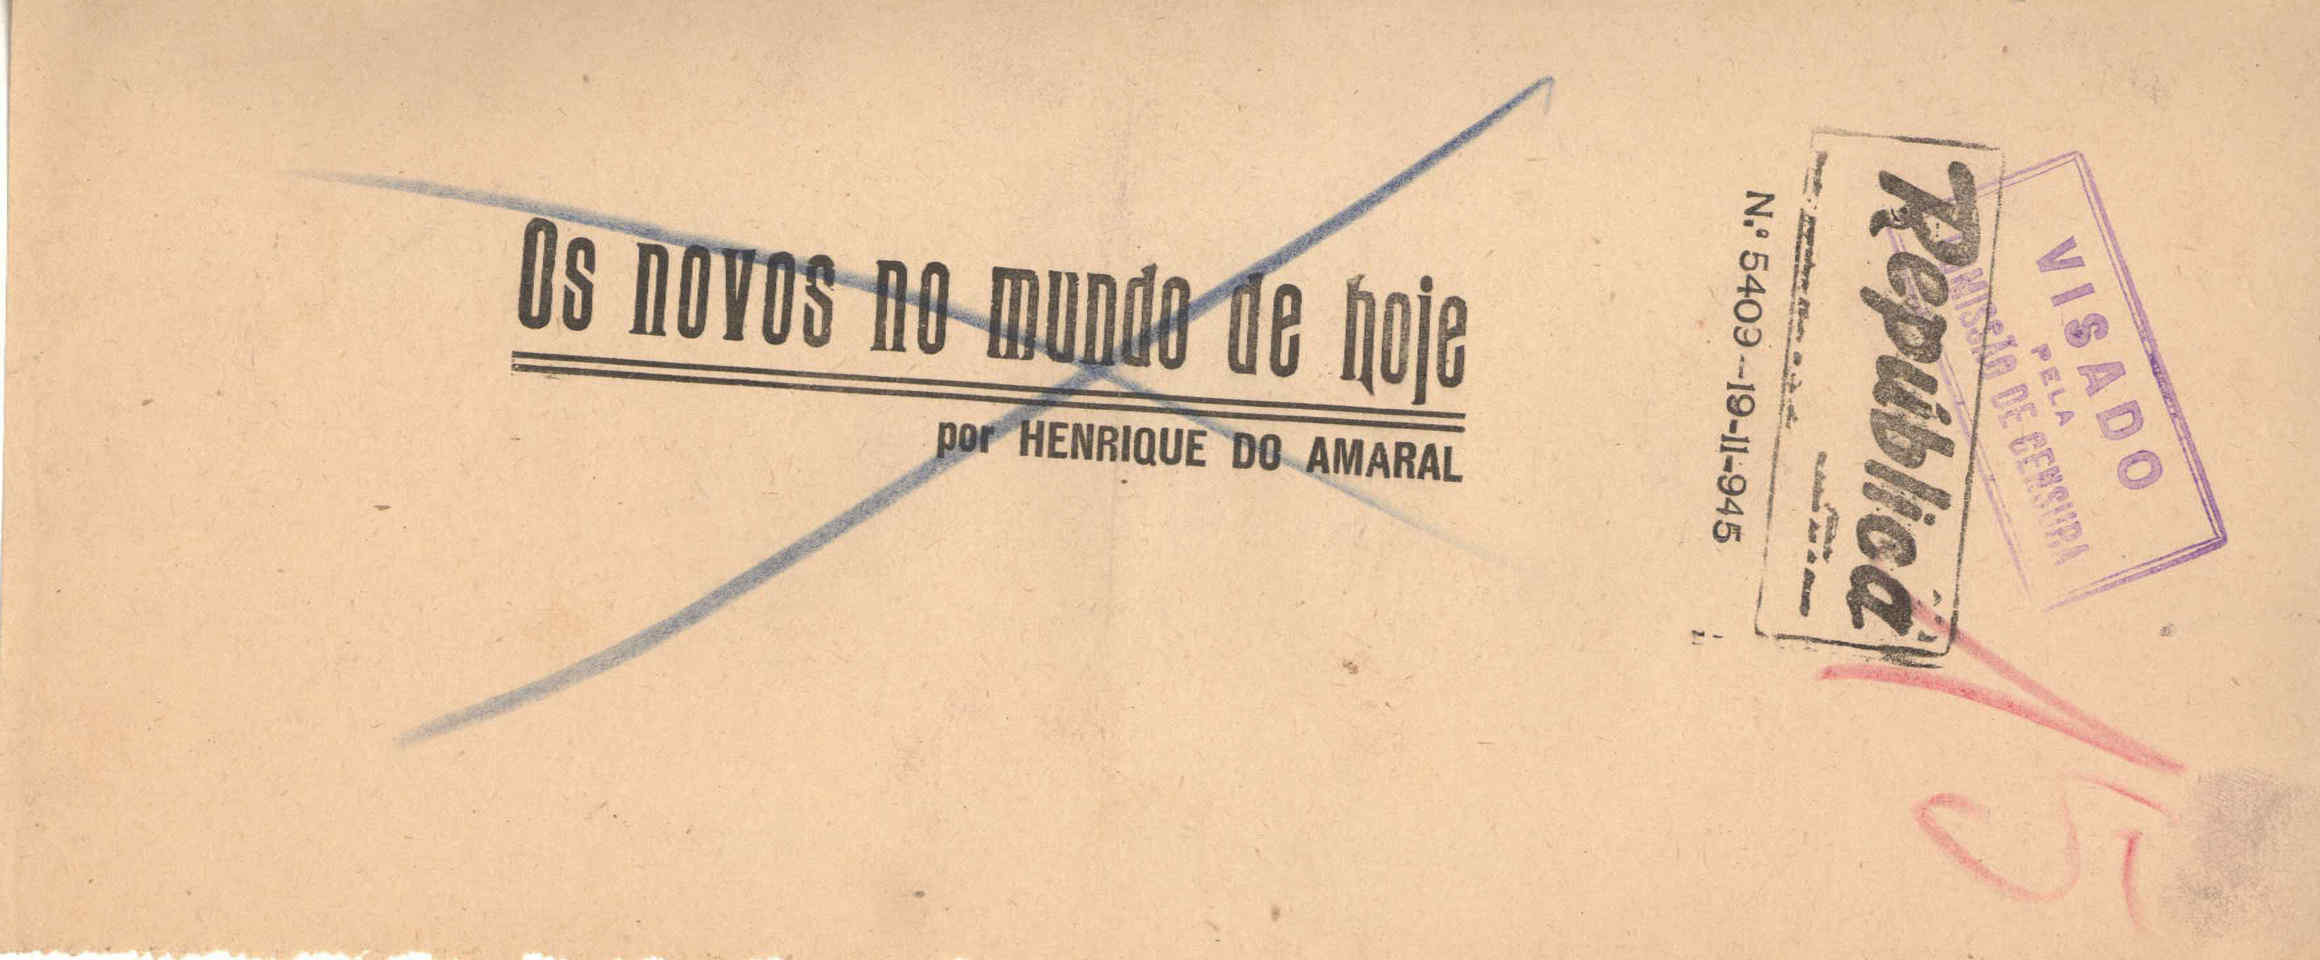 Os novos no mundo de hoje
por HENRIQUE DO AMARAL
N.º 5409-19-II-945
República
VISADO
PELA
COMISSÃO DE CENSURA